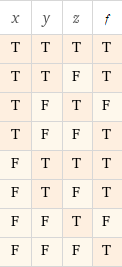 x y z f
T T T T
T T F T
T F T F
T F F T
F T T T
F T F T
F F T F
F F F T